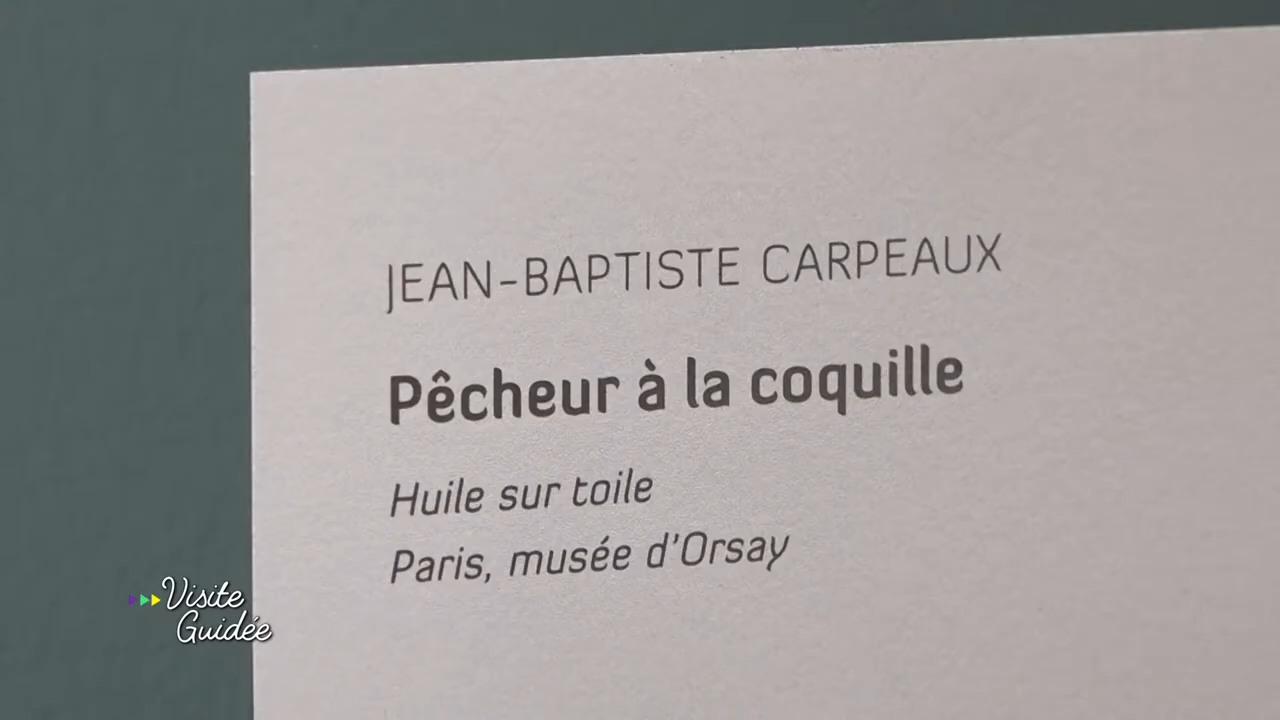 JEAN-BAPTISTE CARPEAUX
Pêcheur à la coquille
Huile sur toile
Paris, musée d'Orsay
Visite
Guidée